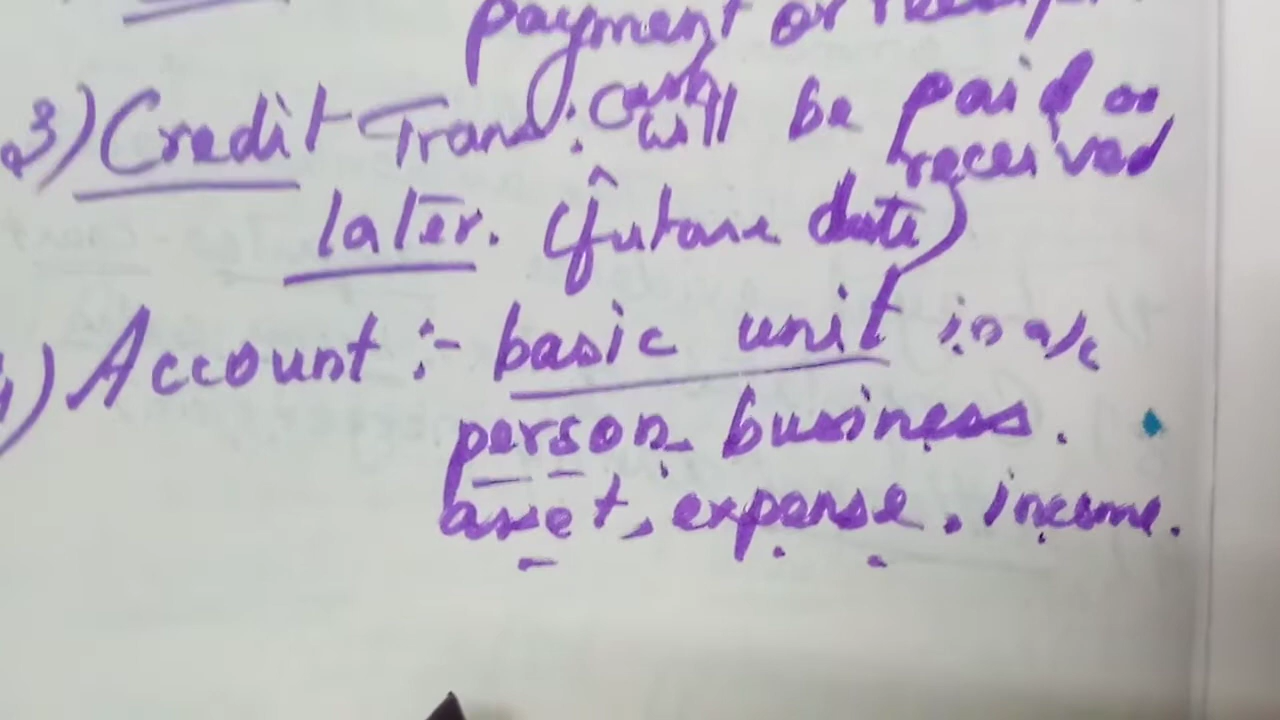 payment or receip
3) Credit Trans: Cash will be paid or received
later. (future date)
4) Account :- basic unit in a/c
person, business.
asset, expense, income.